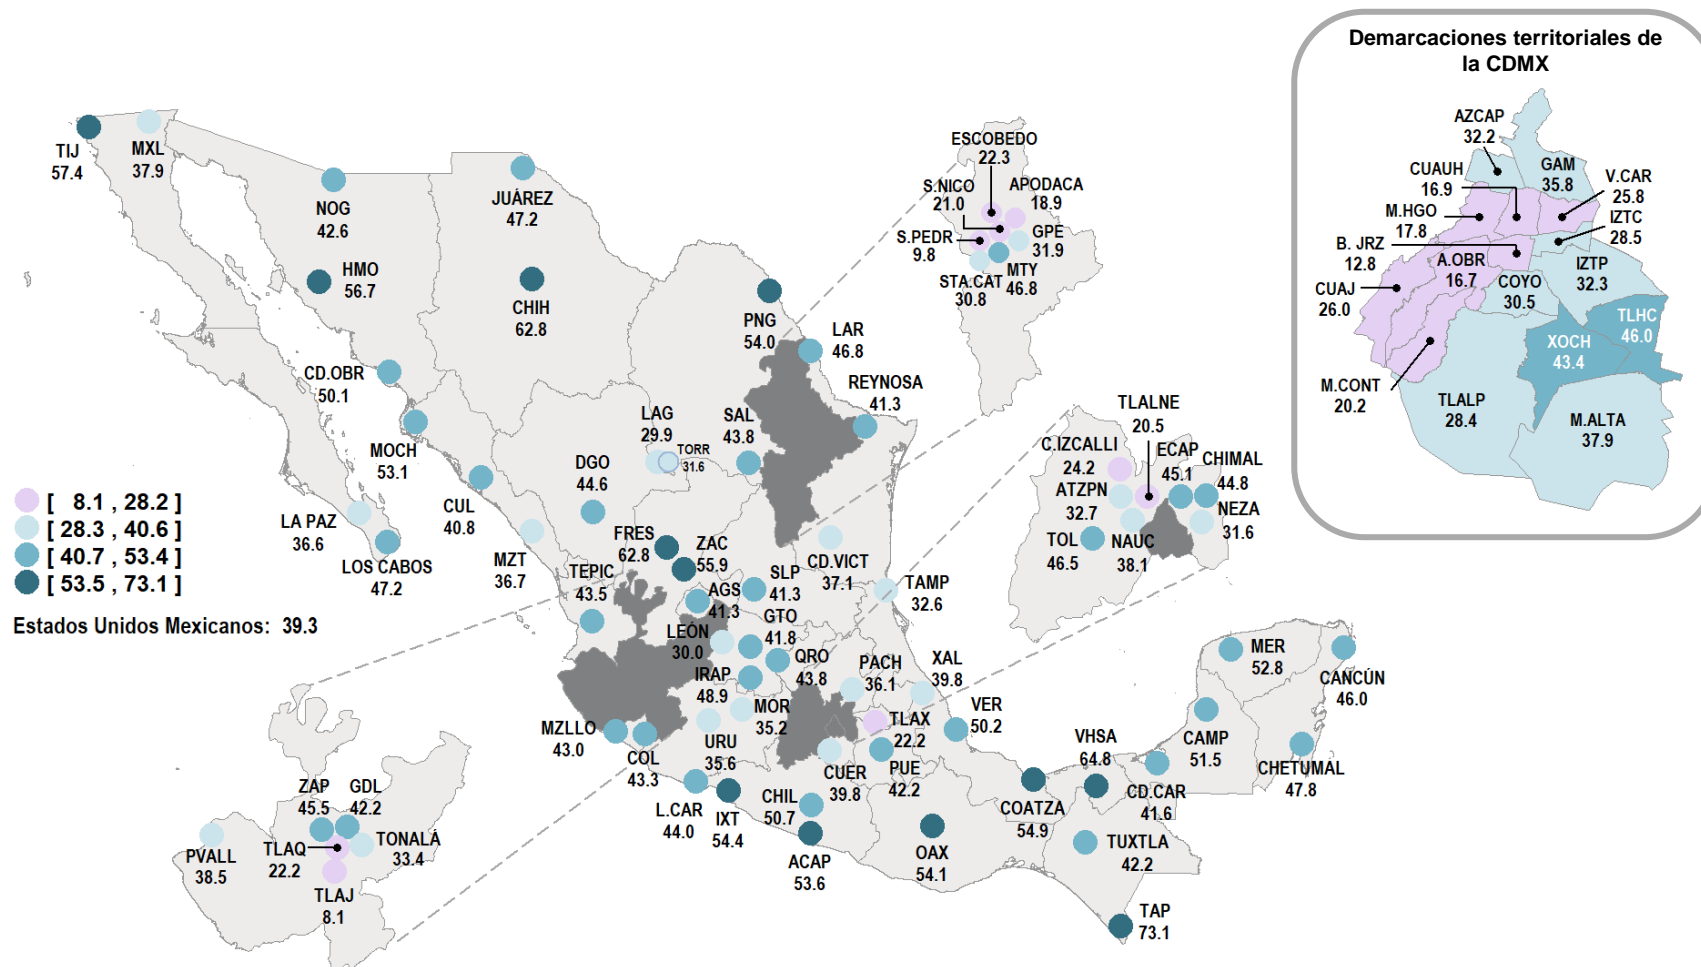 Demarcaciones territoriales de
la CDMX
AZCAP
32.2
CUAUH
16.9
GAM
35.8
V.CAR
25.8
M.HGO
17.8
IZTC
28.5
B. JRZ
12.8
A.OBR
16.7
IZTP
32.3
CUAJ
26.0
COYO
30.5
TLHC
46.0
XOCH
43.4
M.CONT
20.2
TLALP
28.4
M.ALTA
37.9
TIJ
57.4
MXL
37.9
NOG
42.6
JUÁREZ
47.2
HMO
56.7
CHIH
62.8
ESCOBEDO
22.3
S.NICO
21.0
APODACA
18.9
S.PEDR
9.8
GPE
31.9
STA.CAT
30.8
MTY
46.8
PNG
54.0
LAR
46.8
REYNOSA
41.3
CD.OBR
50.1
MOCH
53.1
LAG
29.9
TORR
31.6
SAL
43.8
DGO
44.6
CUL
40.8
LA PAZ
36.6
LOS CABOS
47.2
MZT
36.7
FRES
62.8
ZAC
55.9
TEPIC
43.5
CD.VICT
37.1
TAMP
32.6
SLP
41.3
AGS
41.3
GTO
41.8
LEÓN
30.0
IRAP
48.9
QRO
43.8
PACH
36.1
XAL
39.8
MOR
35.2
URU
35.6
MZLLO
43.0
COL
43.3
TLAX
22.2
VER
50.2
CUER
39.8
PUE
42.2
L.CAR
44.0
IXT
54.4
CHIL
50.7
ACAP
53.6
OAX
54.1
COATZA
54.9
VHSA
64.8
CD.CAR
41.6
TUXTLA
42.2
TAP
73.1
CAMP
51.5
MER
52.8
CANCÚN
46.0
CHETUMAL
47.8
TLALNE
20.5
C.IZCALLI
24.2
ECAP
45.1
CHIMAL
44.8
ATZPN
32.7
NEZA
31.6
TOL
46.5
NAUC
38.1
[ 8.1 , 28.2 ]
[ 28.3 , 40.6 ]
[ 40.7 , 53.4 ]
[ 53.5 , 73.1 ]
Estados Unidos Mexicanos: 39.3
ZAP
45.5
GDL
42.2
PVALL
38.5
TLAQ
22.2
TONALÁ
33.4
TLAJ
8.1